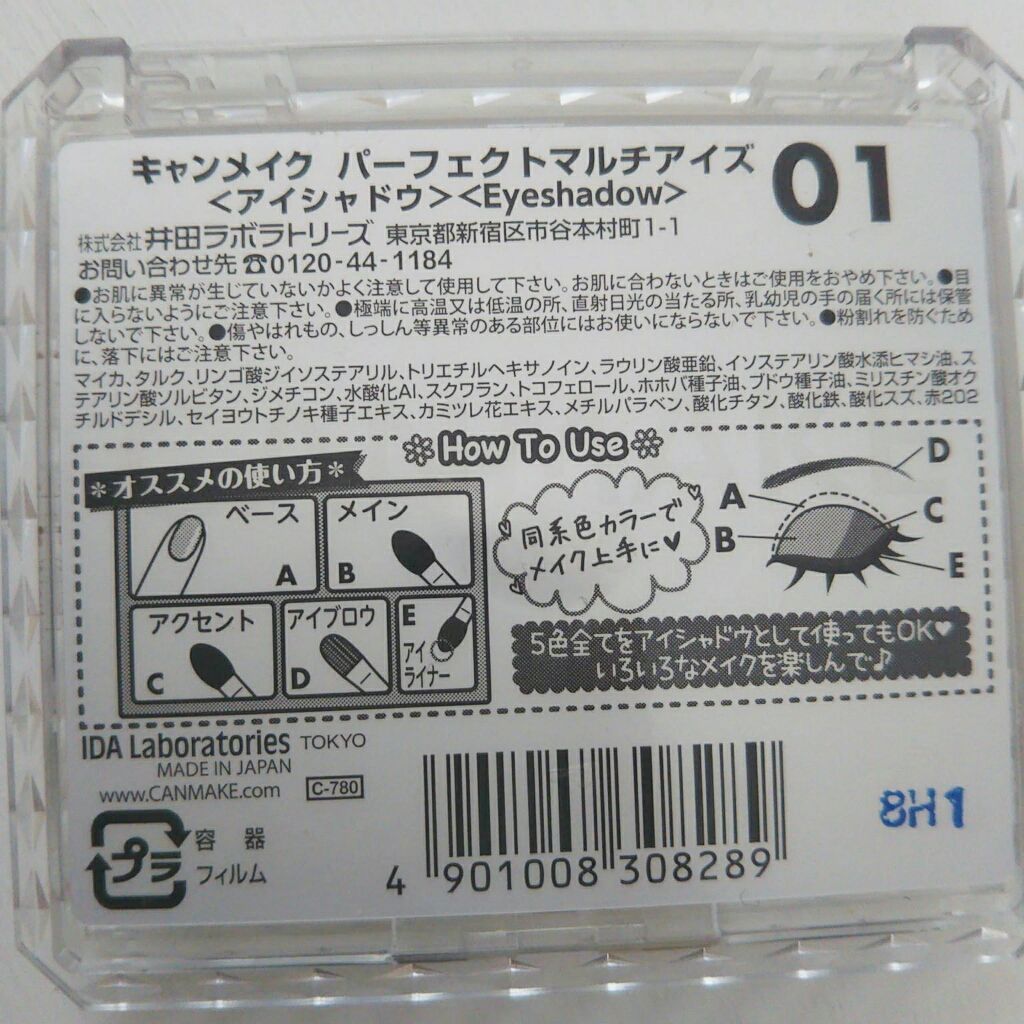 キャンメイク パーフェクトマルチアイズ 01
<アイシャドウ><Eyeshadow>
株式会社 井田ラボラトリーズ 東京都新宿区市谷本村町1-1
お問い合わせ先 ☎0120-44-1184
●お肌に異常が生じていないかよく注意して使用して下さい。お肌に合わないときはご使用をおやめ下さい。●目
に入らないようにご注意下さい。●極端に高温又は低温の所、直射日光の当たる所、乳幼児の手の届く所には保管
しないで下さい。●傷やはれもの、しっしん等異常のある部位にはお使いにならないで下さい。●粉割れを防ぐため
に、落下にはご注意下さい。
マイカ、タルク、リンゴ酸ジイソステアリル、トリエチルヘキサノイン、ラウリン酸亜鉛、イソステアリン酸水添ヒマシ油、ス
テアリン酸ソルビタン、ジメチコン、水酸化Al、スクワラン、トコフェロール、ホホバ種子油、ブドウ種子油、ミリスチン酸オク
チルドデシル、セイヨウトチノキ種子エキス、カミツレ花エキス、メチルパラベン、酸化チタン、酸化鉄、酸化スズ、赤202
How To Use
*オススメの使い方*
ベース
A
メイン
B
アクセント
C
アイブロウ
D
E
アイ
ライナー
同系色カラーで
メイク上手に♥
A
B
D
C
E
5色全てをアイシャドウとして使ってもOK♥
いろいろなメイクを楽しんで♪
IDA Laboratories TOKYO
MADE IN JAPAN
www.CANMAKE.com C-780
プラ
容器
フィルム
4 901008 308289
8H1